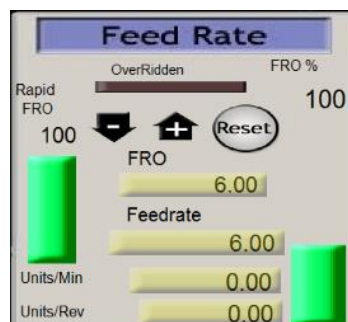 Feed Rate
OverRidden
FRO %
Rapid
FRO
100
100
-
+
Reset
FRO
6.00
Feedrate
6.00
Units/Min
0.00
Units/Rev
0.00